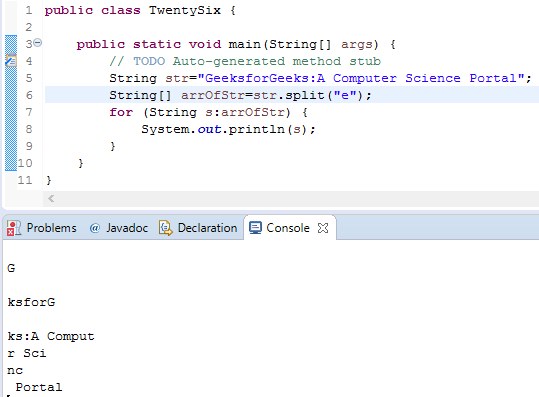 1 public class TwentySix {
2
3 public static void main(String[] args) {
4 // TODO Auto-generated method stub
5 String str="GeeksforGeeks:A Computer Science Portal";
6 String[] arrOfStr=str.split("e");
7 for (String s:arrOfStr) {
8 System.out.println(s);
9 }
10 }
11 }
Problems @ Javadoc Declaration Console
G
ksforG
ks:A Comput
r Sci
nc
Portal